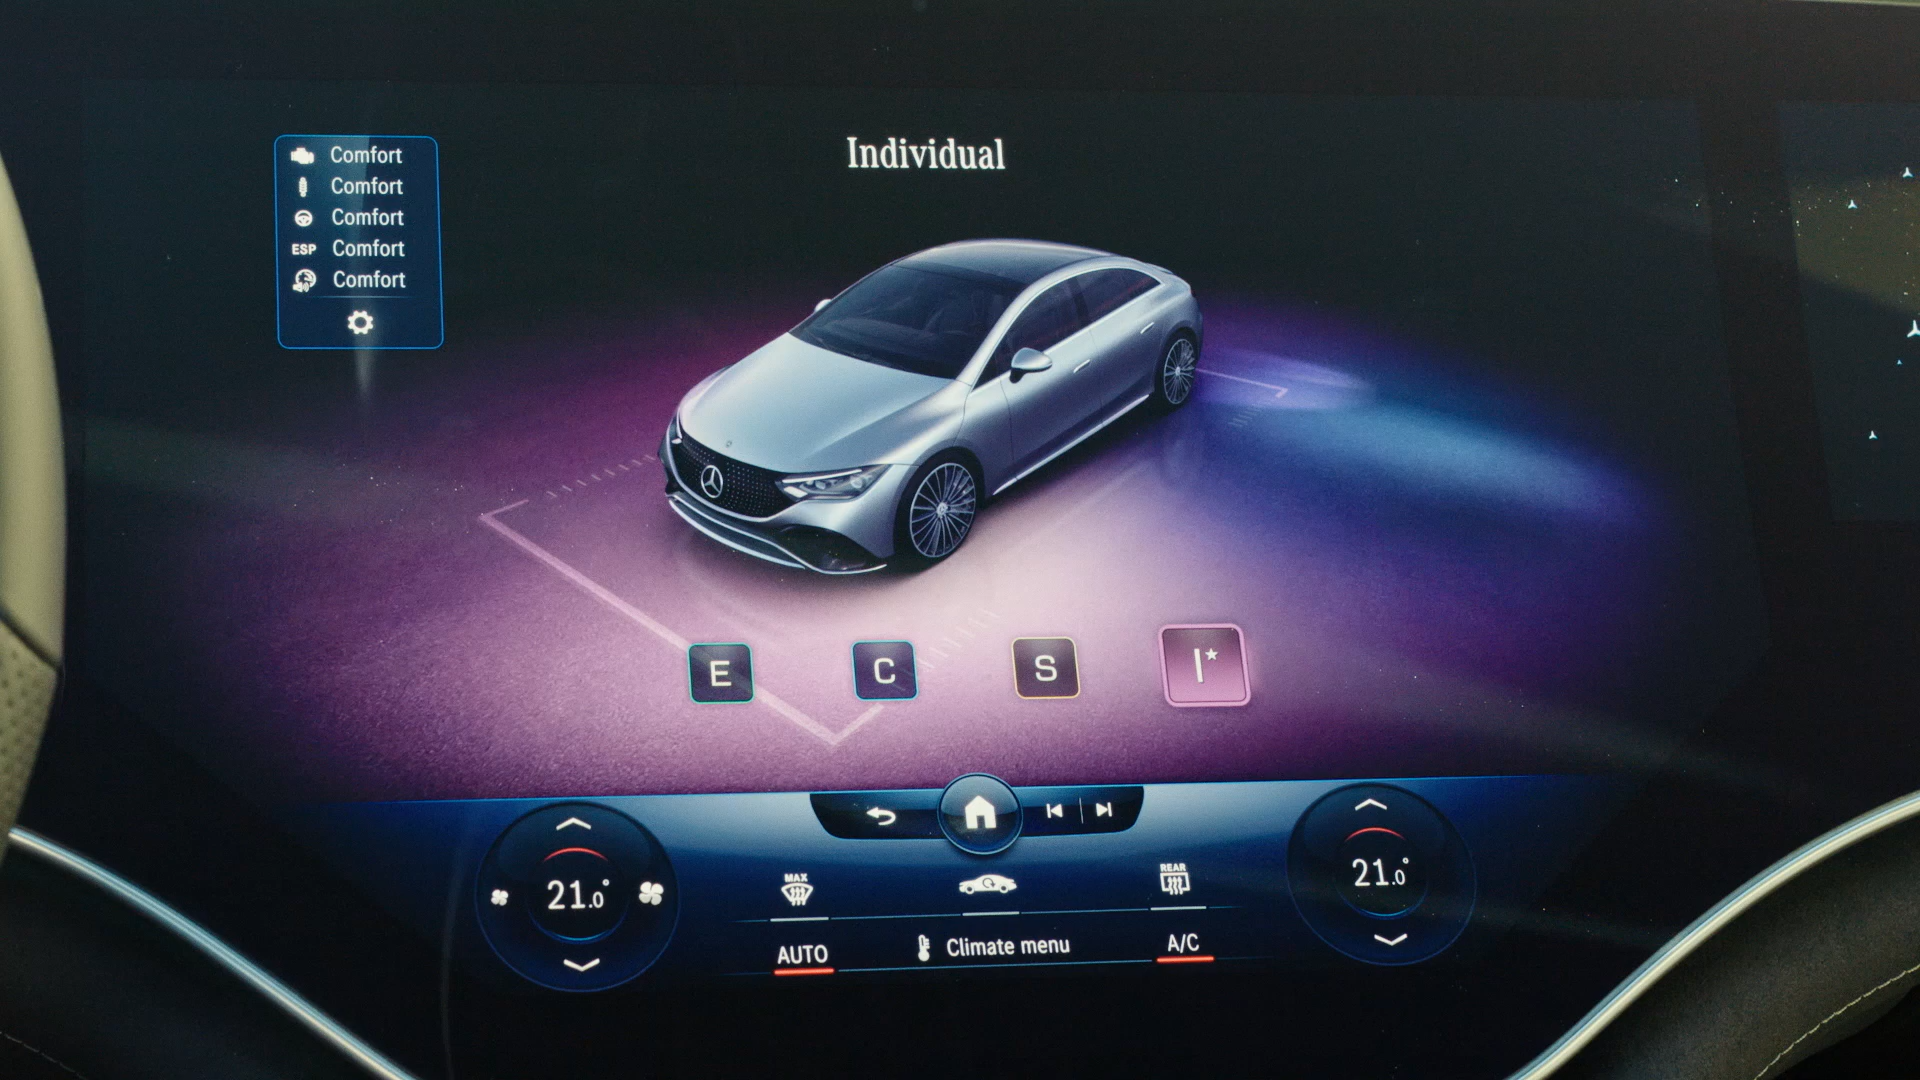 Individual
Comfort
Comfort
Comfort
ESP Comfort
Comfort
E C S I
21.0°
MAX
REAR
21.0°
AUTO Climate menu A/C